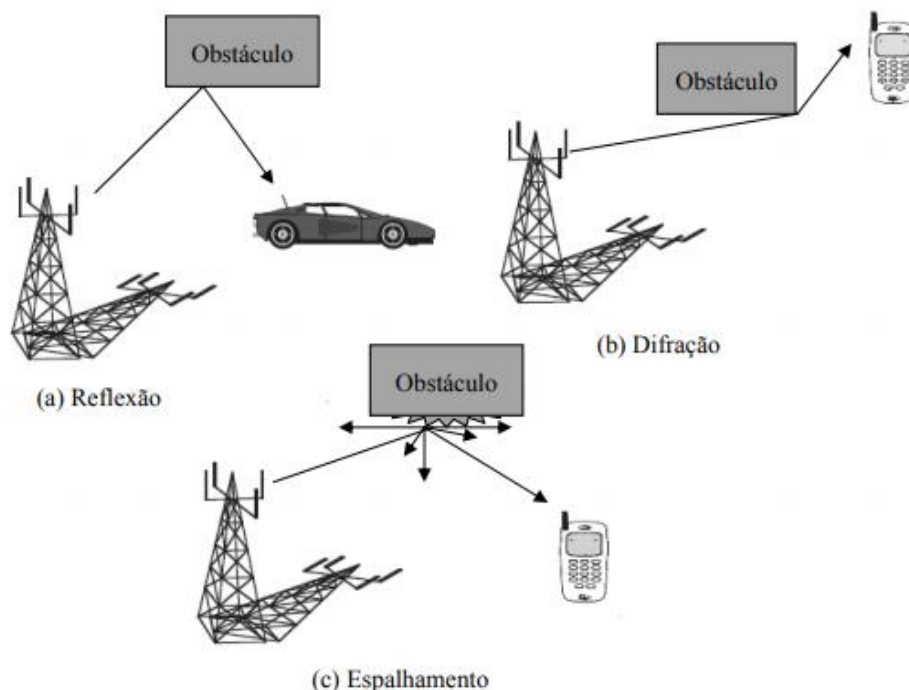 Obstáculo
Obstáculo
(b) Difração
(a) Reflexão
Obstáculo
(c) Espalhamento